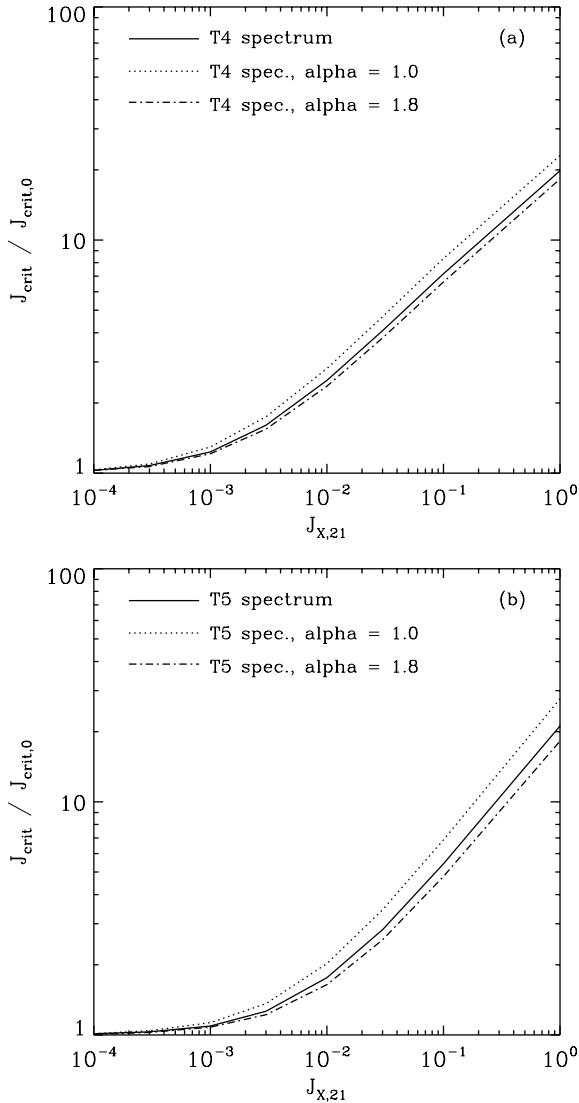 100
T4 spectrum
(a)
T4 spec., alpha = 1.0
T4 spec., alpha = 1.8
J_crit / J_crit,0
10
1
10^-4 10^-3 10^-2 10^-1 10^0
J_X,21
100
T5 spectrum
(b)
T5 spec., alpha = 1.0
T5 spec., alpha = 1.8
J_crit / J_crit,0
10
1
10^-4 10^-3 10^-2 10^-1 10^0
J_X,21